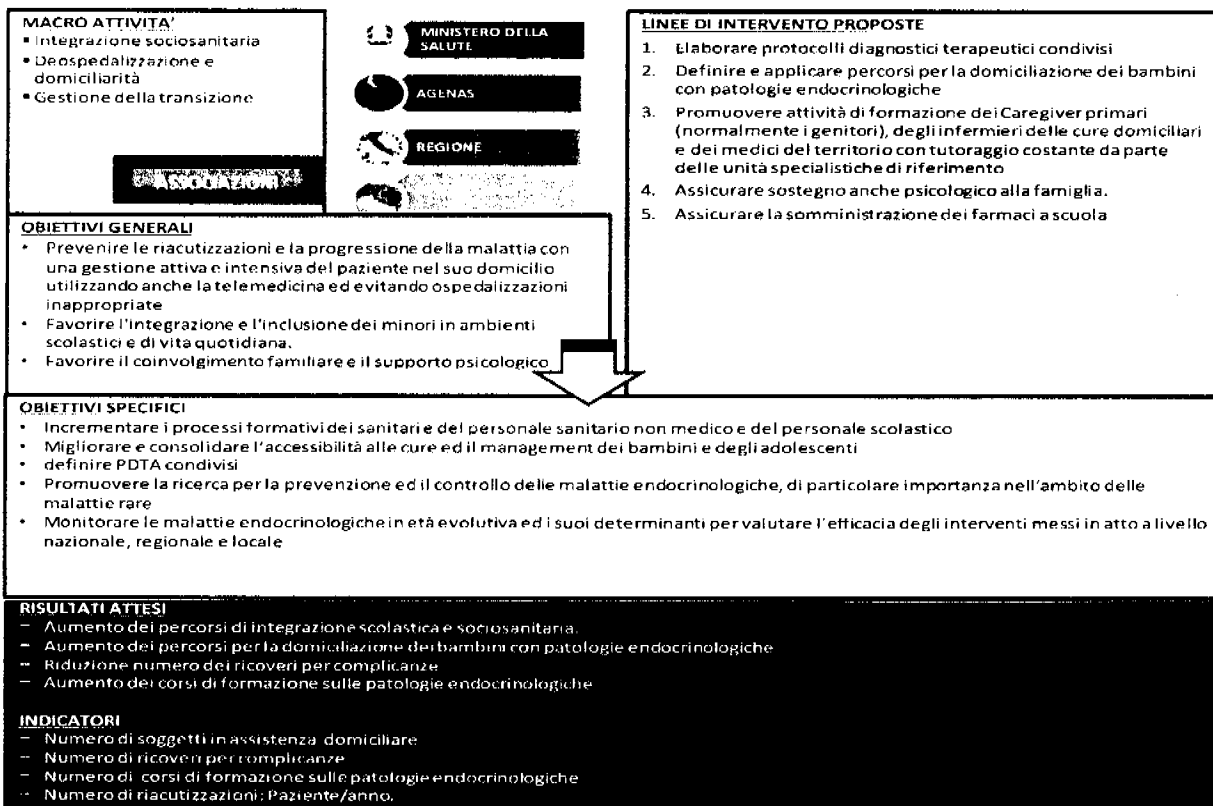 MACRO ATTIVITA'
▪ Integrazione sociosanitaria
▪ Deospedalizzazione e
domiciliarità
▪ Gestione della transizione
ASSOCIAZIONI
MINISTERO DELLA
SALUTE
AGENAS
REGIONE
LINEE DI INTERVENTO PROPOSTE
1. Elaborare protocolli diagnostici terapeutici condivisi
2. Definire e applicare percorsi per la domiciliazione dei bambini
con patologie endocrinologiche
3. Promuovere attività di formazione dei Caregiver primari
(normalmente i genitori), degli infermieri delle cure domiciliari
e dei medici del territorio con tutoraggio costante da parte
delle unità specialistiche di riferimento
4. Assicurare sostegno anche psicologico alla famiglia.
5. Assicurare la somministrazione dei farmaci a scuola
OBIETTIVI GENERALI
• Prevenire le riacutizzazioni e la progressione della malattia con
una gestione attiva e intensiva del paziente nel suo domicilio
utilizzando anche la telemedicina ed evitando ospedalizzazioni
inappropriate
• Favorire l'integrazione e l'inclusione dei minori in ambienti
scolastici e di vita quotidiana.
• Favorire il coinvolgimento familiare e il supporto psicologico
OBIETTIVI SPECIFICI
• Incrementare i processi formativi dei sanitari e del personale sanitario non medico e del personale scolastico
• Migliorare e consolidare l'accessibilità alle cure ed il management dei bambini e degli adolescenti
• definire PDTA condivisi
• Promuovere la ricerca per la prevenzione ed il controllo delle malattie endocrinologiche, di particolare importanza nell'ambito delle
malattie rare
• Monitorare le malattie endocrinologiche in età evolutiva ed i suoi determinanti per valutare l'efficacia degli interventi messi in atto a livello
nazionale, regionale e locale
RISULTATI ATTESI
– Aumento dei percorsi di integrazione scolastica e sociosanitaria.
– Aumento dei percorsi per la domiciliazione dei bambini con patologie endocrinologiche
– Riduzione numero dei ricoveri per complicanze
– Aumento dei corsi di formazione sulle patologie endocrinologiche
INDICATORI
– Numero di soggetti in assistenza domiciliare
– Numero di ricoveri per complicanze
– Numero di corsi di formazione sulle patologie endocrinologiche
– Numero di riacutizzazioni: Paziente/anno.